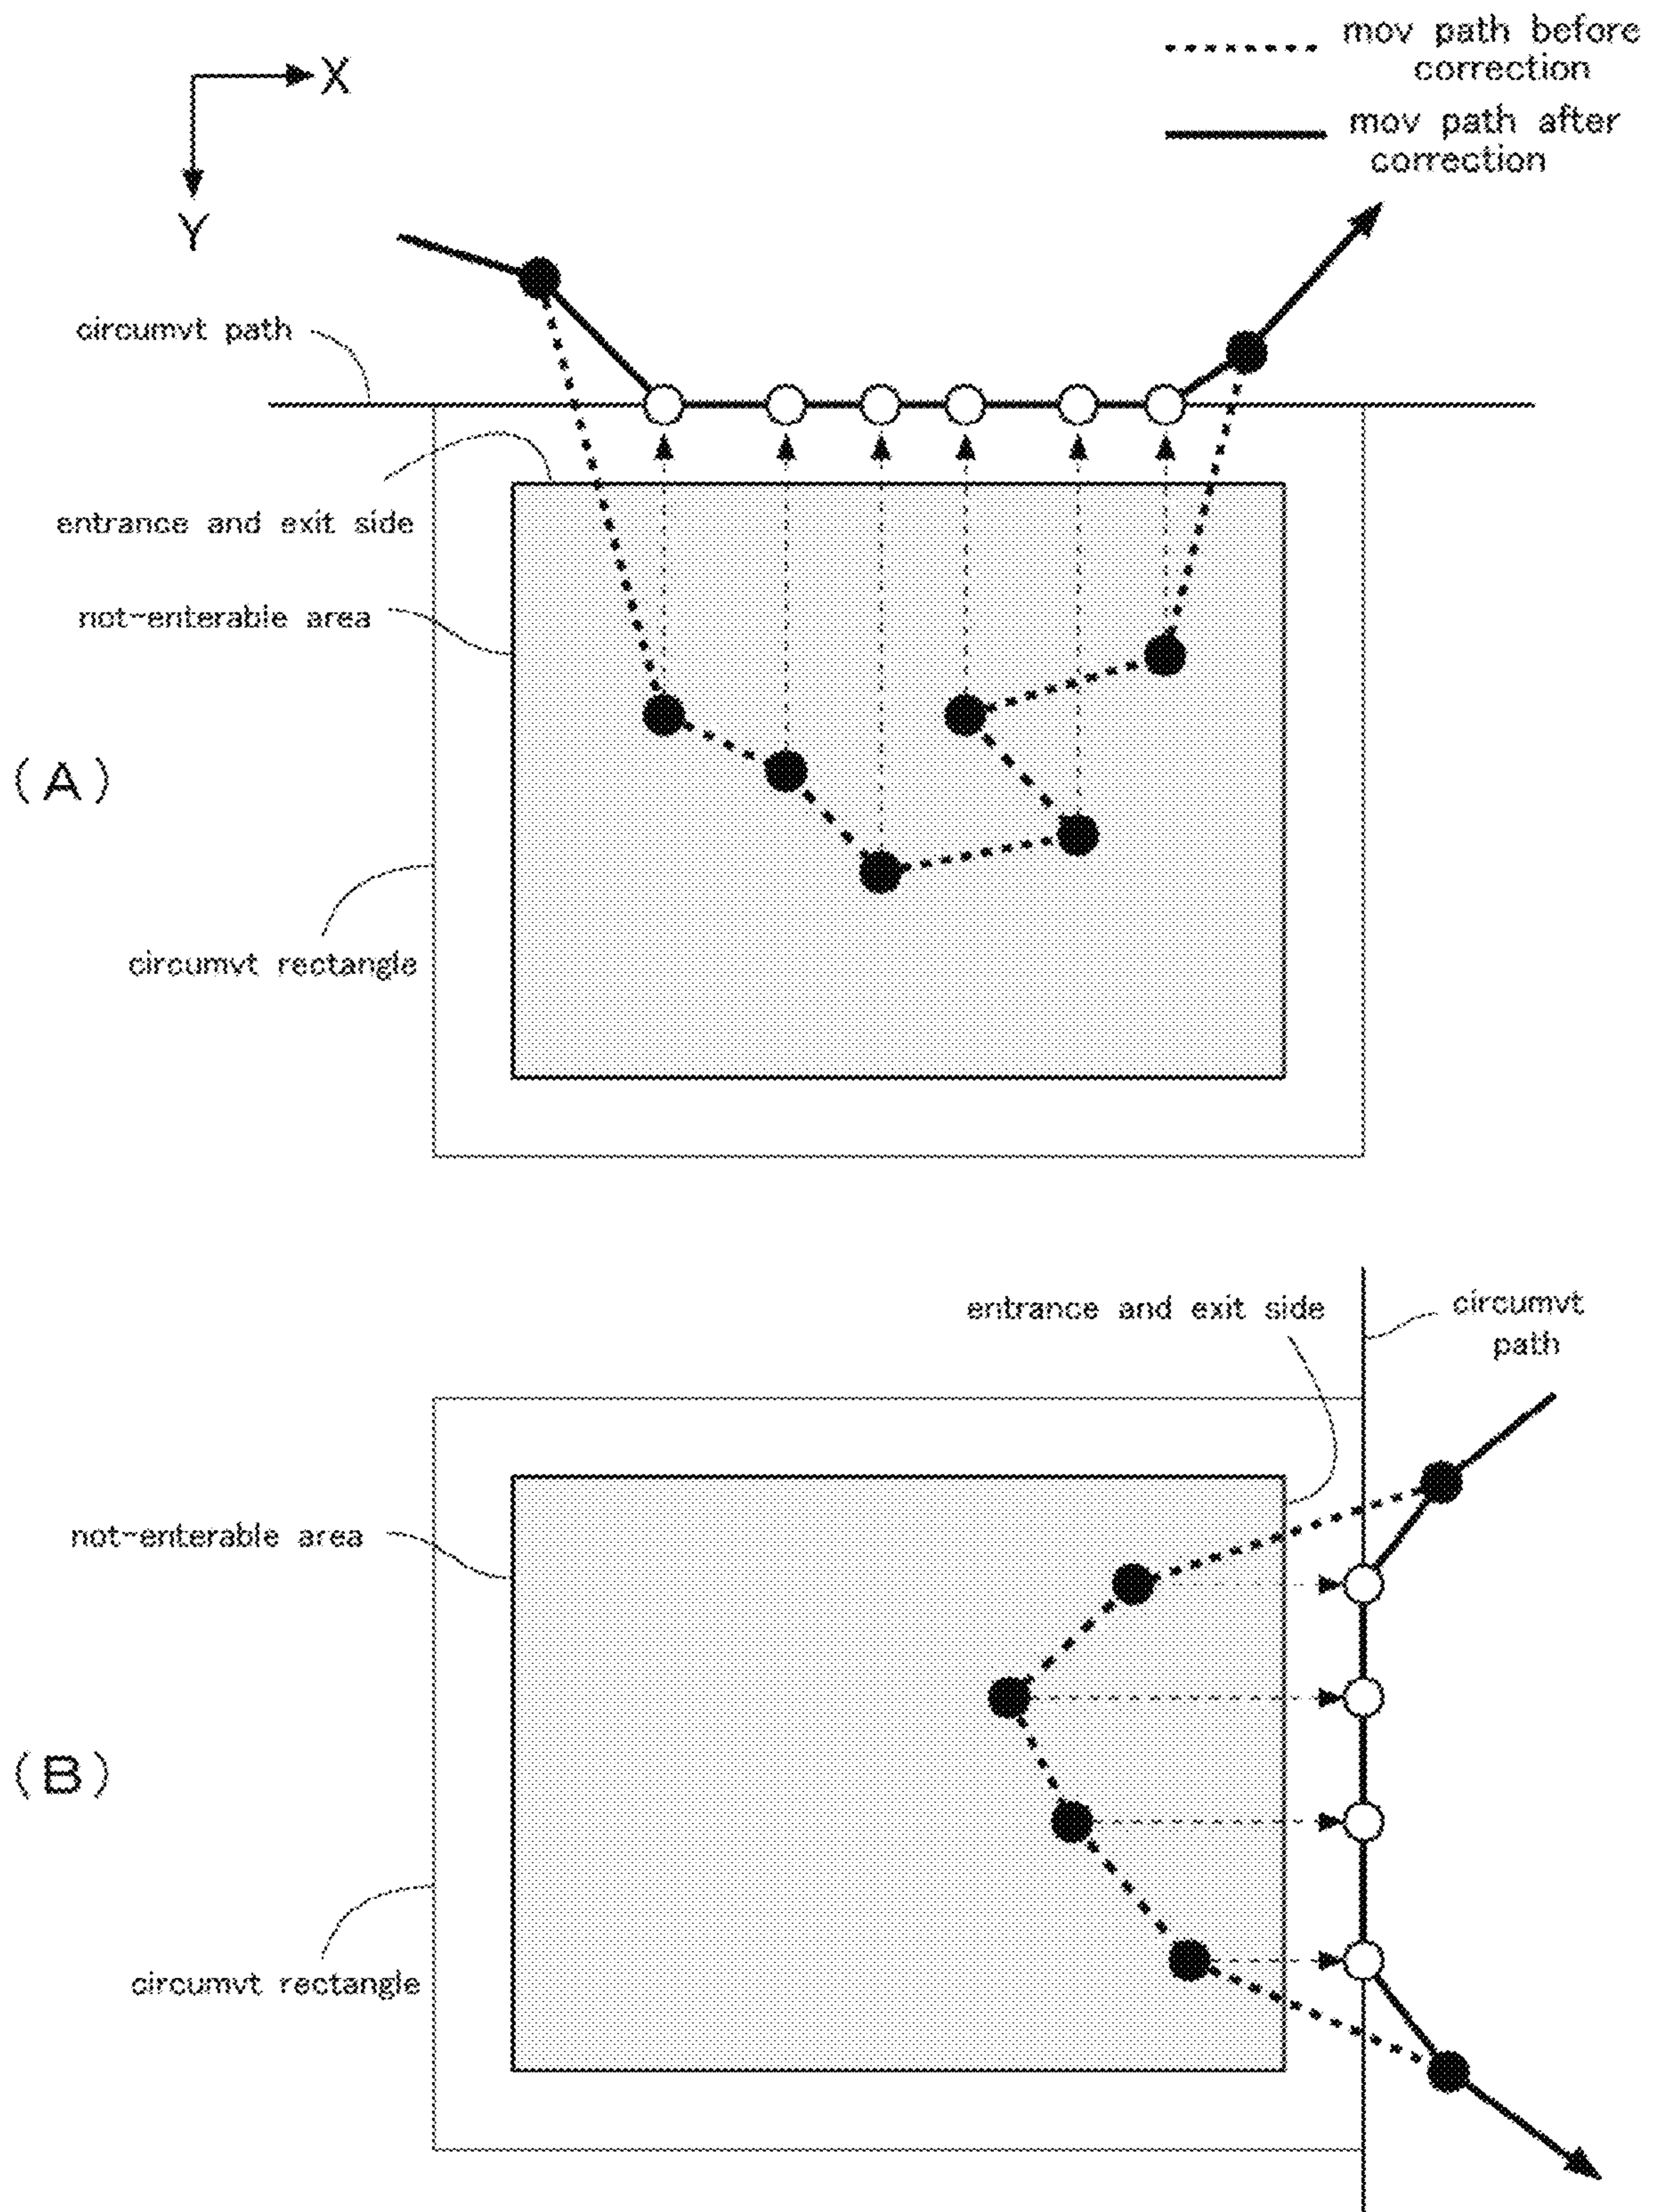 mov path before
correction
X
mov path after
correction
Y
circumvt path
entrance and exit side
not-enterable area
(A)
circumvt rectangle
entrance and exit side
circumvt
path
not-enterable area
(B)
circumvt rectangle